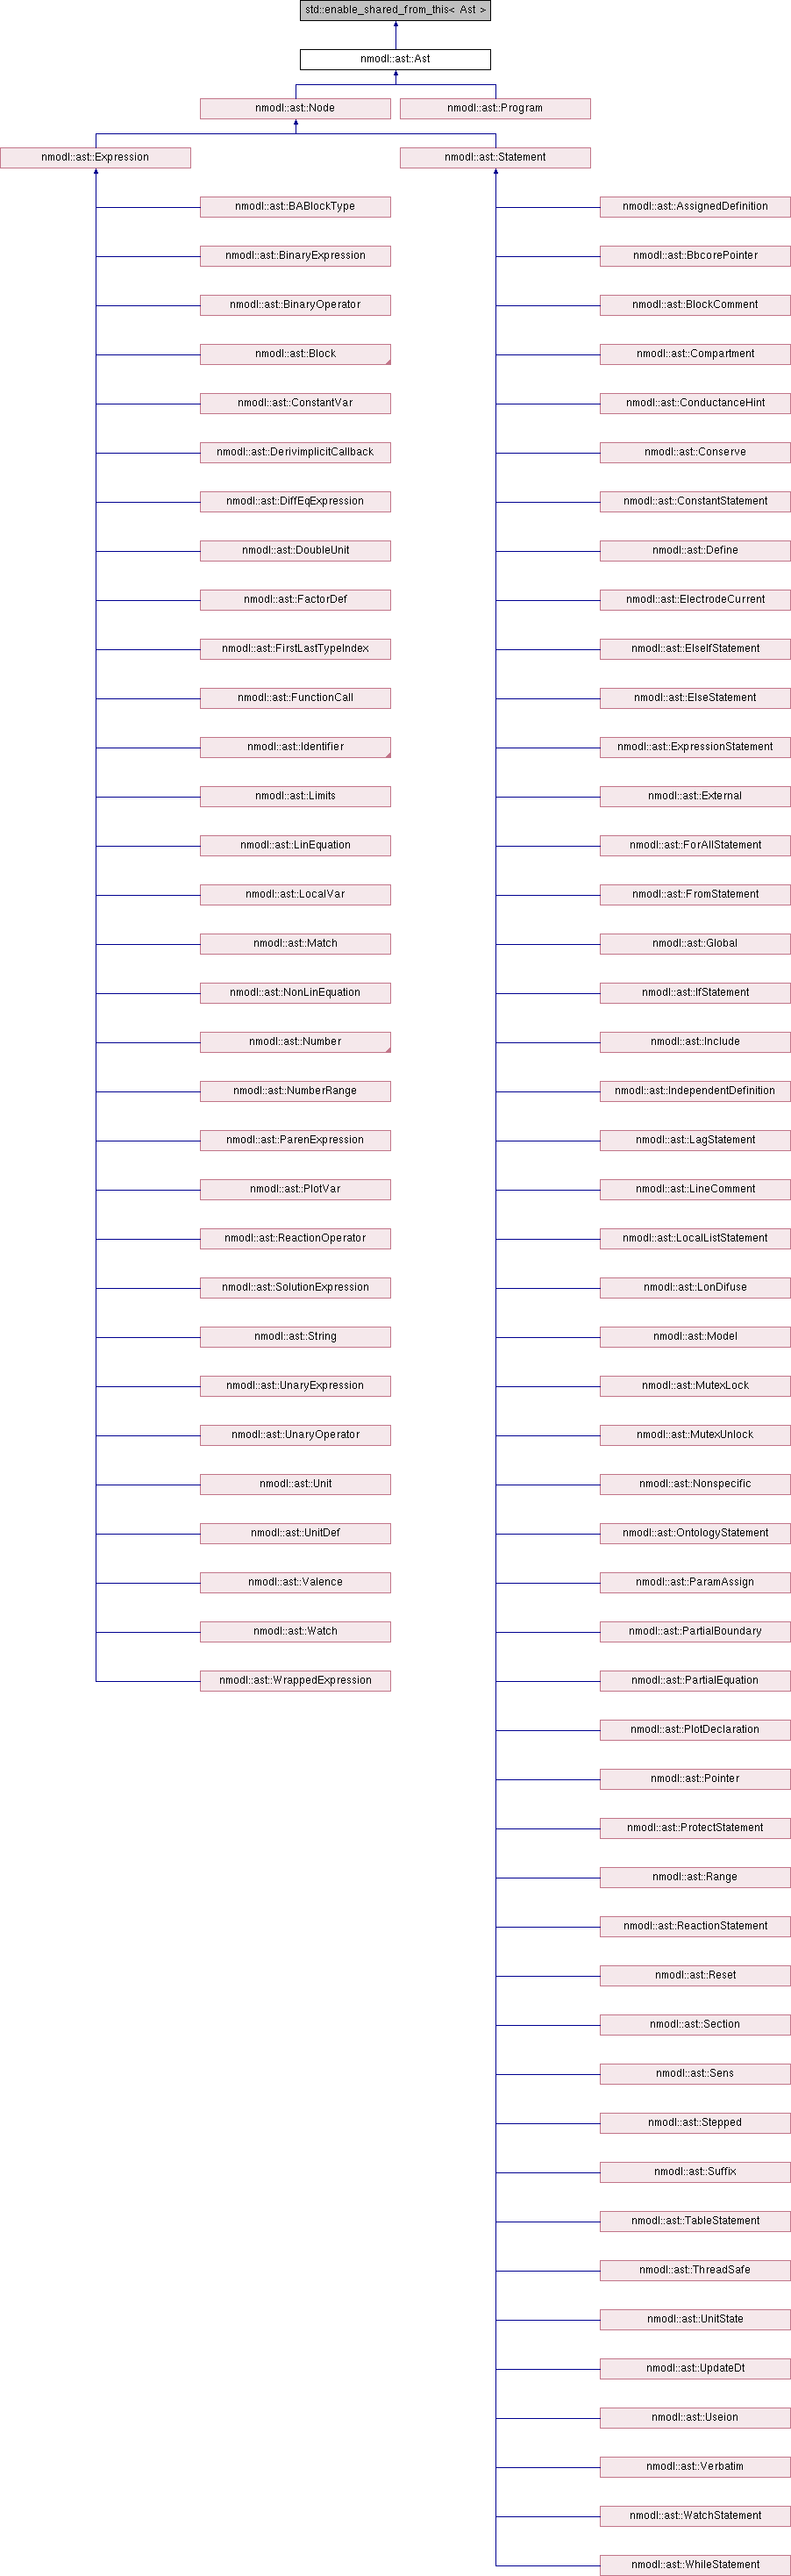 std::enable_shared_from_this< Ast >
nmodl::ast::Ast
nmodl::ast::Node
nmodl::ast::Program
nmodl::ast::Expression
nmodl::ast::Statement
nmodl::ast::BABlockType
nmodl::ast::AssignedDefinition
nmodl::ast::BinaryExpression
nmodl::ast::BbcorePointer
nmodl::ast::BinaryOperator
nmodl::ast::BlockComment
nmodl::ast::Block
nmodl::ast::Compartment
nmodl::ast::ConstantVar
nmodl::ast::ConductanceHint
nmodl::ast::DerivimplicitCallback
nmodl::ast::Conserve
nmodl::ast::DiffEqExpression
nmodl::ast::ConstantStatement
nmodl::ast::DoubleUnit
nmodl::ast::Define
nmodl::ast::FactorDef
nmodl::ast::ElectrodeCurrent
nmodl::ast::FirstLastTypeIndex
nmodl::ast::ElseIfStatement
nmodl::ast::FunctionCall
nmodl::ast::ElseStatement
nmodl::ast::Identifier
nmodl::ast::ExpressionStatement
nmodl::ast::Limits
nmodl::ast::External
nmodl::ast::LinEquation
nmodl::ast::ForAllStatement
nmodl::ast::LocalVar
nmodl::ast::FromStatement
nmodl::ast::Match
nmodl::ast::Global
nmodl::ast::NonLinEquation
nmodl::ast::IfStatement
nmodl::ast::Number
nmodl::ast::Include
nmodl::ast::NumberRange
nmodl::ast::IndependentDefinition
nmodl::ast::ParenExpression
nmodl::ast::LagStatement
nmodl::ast::PlotVar
nmodl::ast::LineComment
nmodl::ast::ReactionOperator
nmodl::ast::LocalListStatement
nmodl::ast::SolutionExpression
nmodl::ast::LonDifuse
nmodl::ast::String
nmodl::ast::Model
nmodl::ast::UnaryExpression
nmodl::ast::MutexLock
nmodl::ast::UnaryOperator
nmodl::ast::MutexUnlock
nmodl::ast::Unit
nmodl::ast::Nonspecific
nmodl::ast::UnitDef
nmodl::ast::OntologyStatement
nmodl::ast::Valence
nmodl::ast::ParamAssign
nmodl::ast::Watch
nmodl::ast::PartialBoundary
nmodl::ast::WrappedExpression
nmodl::ast::PartialEquation
nmodl::ast::PlotDeclaration
nmodl::ast::Pointer
nmodl::ast::ProtectStatement
nmodl::ast::Range
nmodl::ast::ReactionStatement
nmodl::ast::Reset
nmodl::ast::Section
nmodl::ast::Sens
nmodl::ast::Stepped
nmodl::ast::Suffix
nmodl::ast::TableStatement
nmodl::ast::ThreadSafe
nmodl::ast::UnitState
nmodl::ast::UpdateDt
nmodl::ast::Useion
nmodl::ast::Verbatim
nmodl::ast::WatchStatement
nmodl::ast::WhileStatement